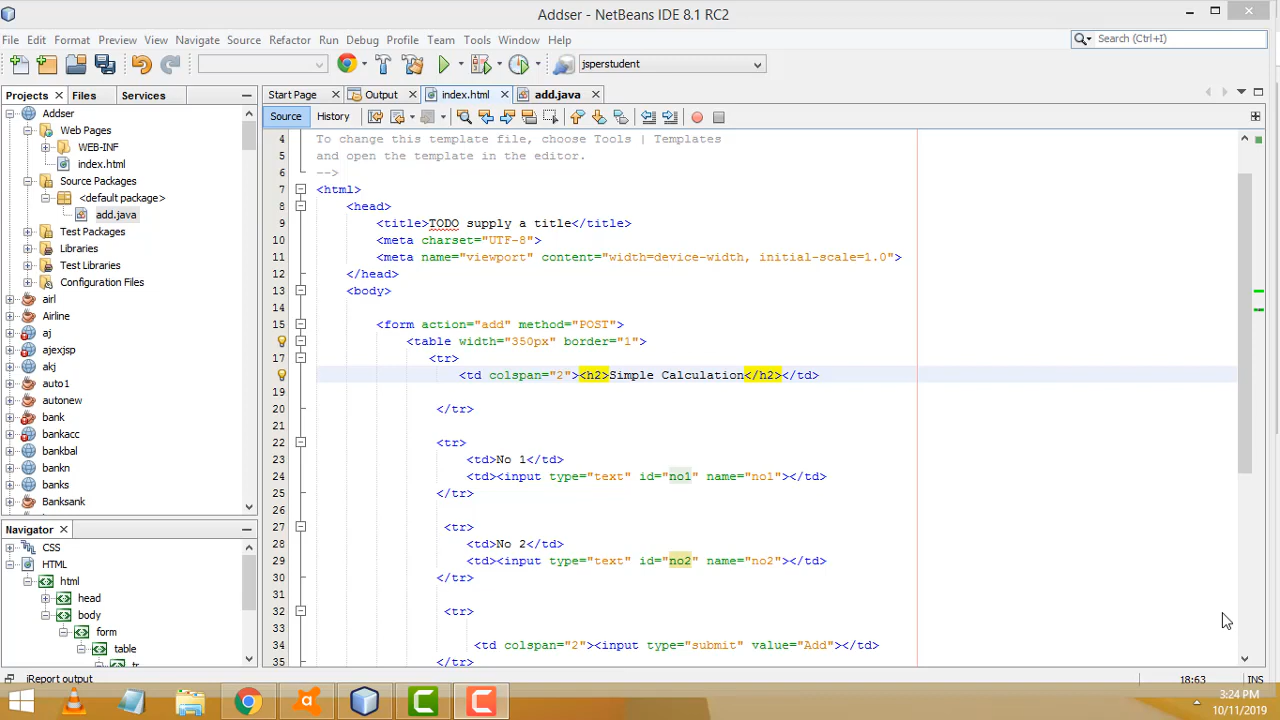 Addser - NetBeans IDE 8.1 RC2
File Edit Format Preview View Navigate Source Refactor Run Debug Profile Team Tools Window Help
Search (Ctrl+I)
jsperstudent
Projects Files Services
Start Page Output index.html add.java
Source History
Addser
Web Pages
WEB-INF
index.html
Source Packages
<default package>
add.java
Test Packages
Libraries
Test Libraries
Configuration Files
airl
Airline
aj
ajexjsp
akj
auto1
autonew
bank
bankacc
bankbal
bankn
banks
Banksank
Navigator
CSS
HTML
html
head
body
form
table
tr
4 To change this template file, choose Tools | Templates
5 and open the template in the editor.
6 -->
7 <html>
8 <head>
9 <title>TODO supply a title</title>
10 <meta charset="UTF-8">
11 <meta name="viewport" content="width=device-width, initial-scale=1.0">
12 </head>
13 <body>
14
15 <form action="add" method="POST">
<table width="350px" border="1">
17 <tr>
<td colspan="2"><h2>Simple Calculation</h2></td>
19
20 </tr>
21
22 <tr>
23 <td>No 1</td>
24 <td><input type="text" id="no1" name="no1"></td>
25 </tr>
26
27 <tr>
28 <td>No 2</td>
29 <td><input type="text" id="no2" name="no2"></td>
30 </tr>
31
32 <tr>
33
34 <td colspan="2"><input type="submit" value="Add"></td>
35 </tr>
iReport output
18:63 INS
3:24 PM
10/11/2019